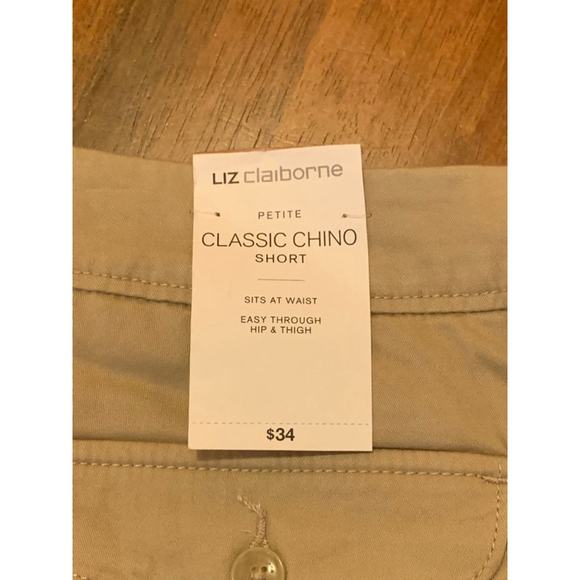 LIZ claiborne
PETITE
CLASSIC CHINO
SHORT
SITS AT WAIST
EASY THROUGH
HIP & THIGH
$34